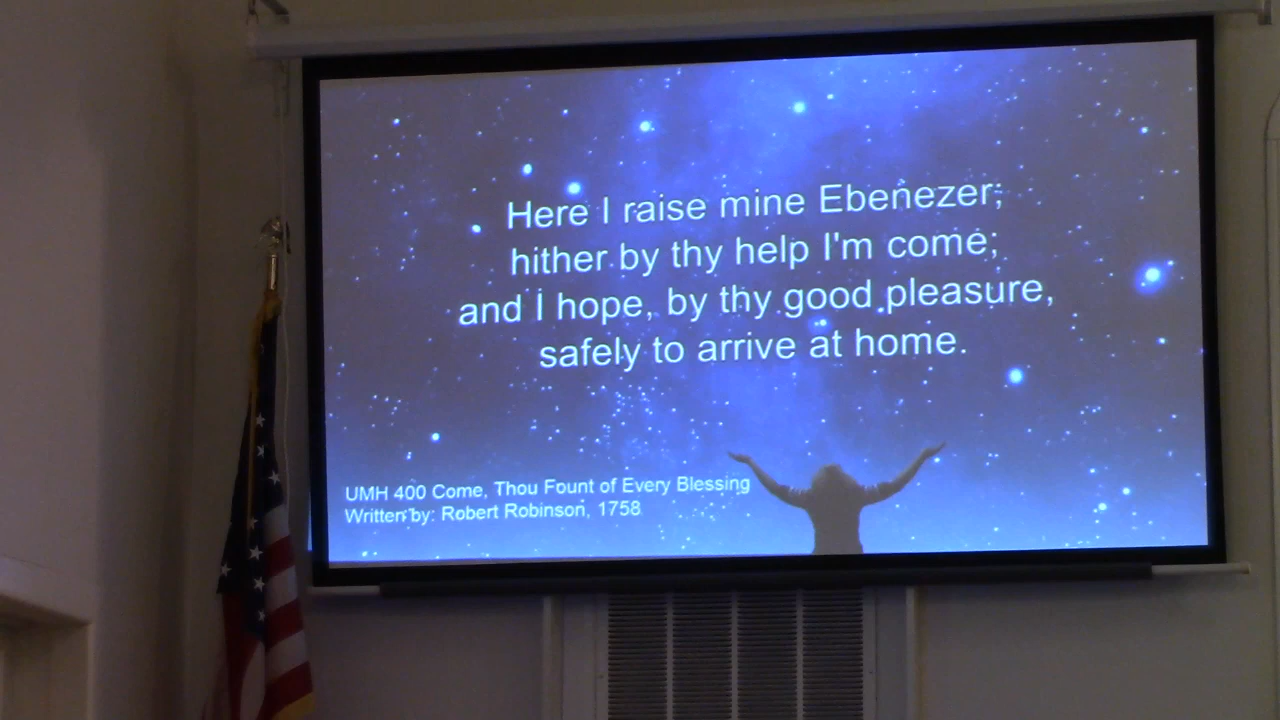 Here I raise mine Ebenezer;
hither by thy help I'm come;
and I hope, by thy good pleasure,
safely to arrive at home.
UMH 400 Come, Thou Fount of Every Blessing
Written by: Robert Robinson, 1758